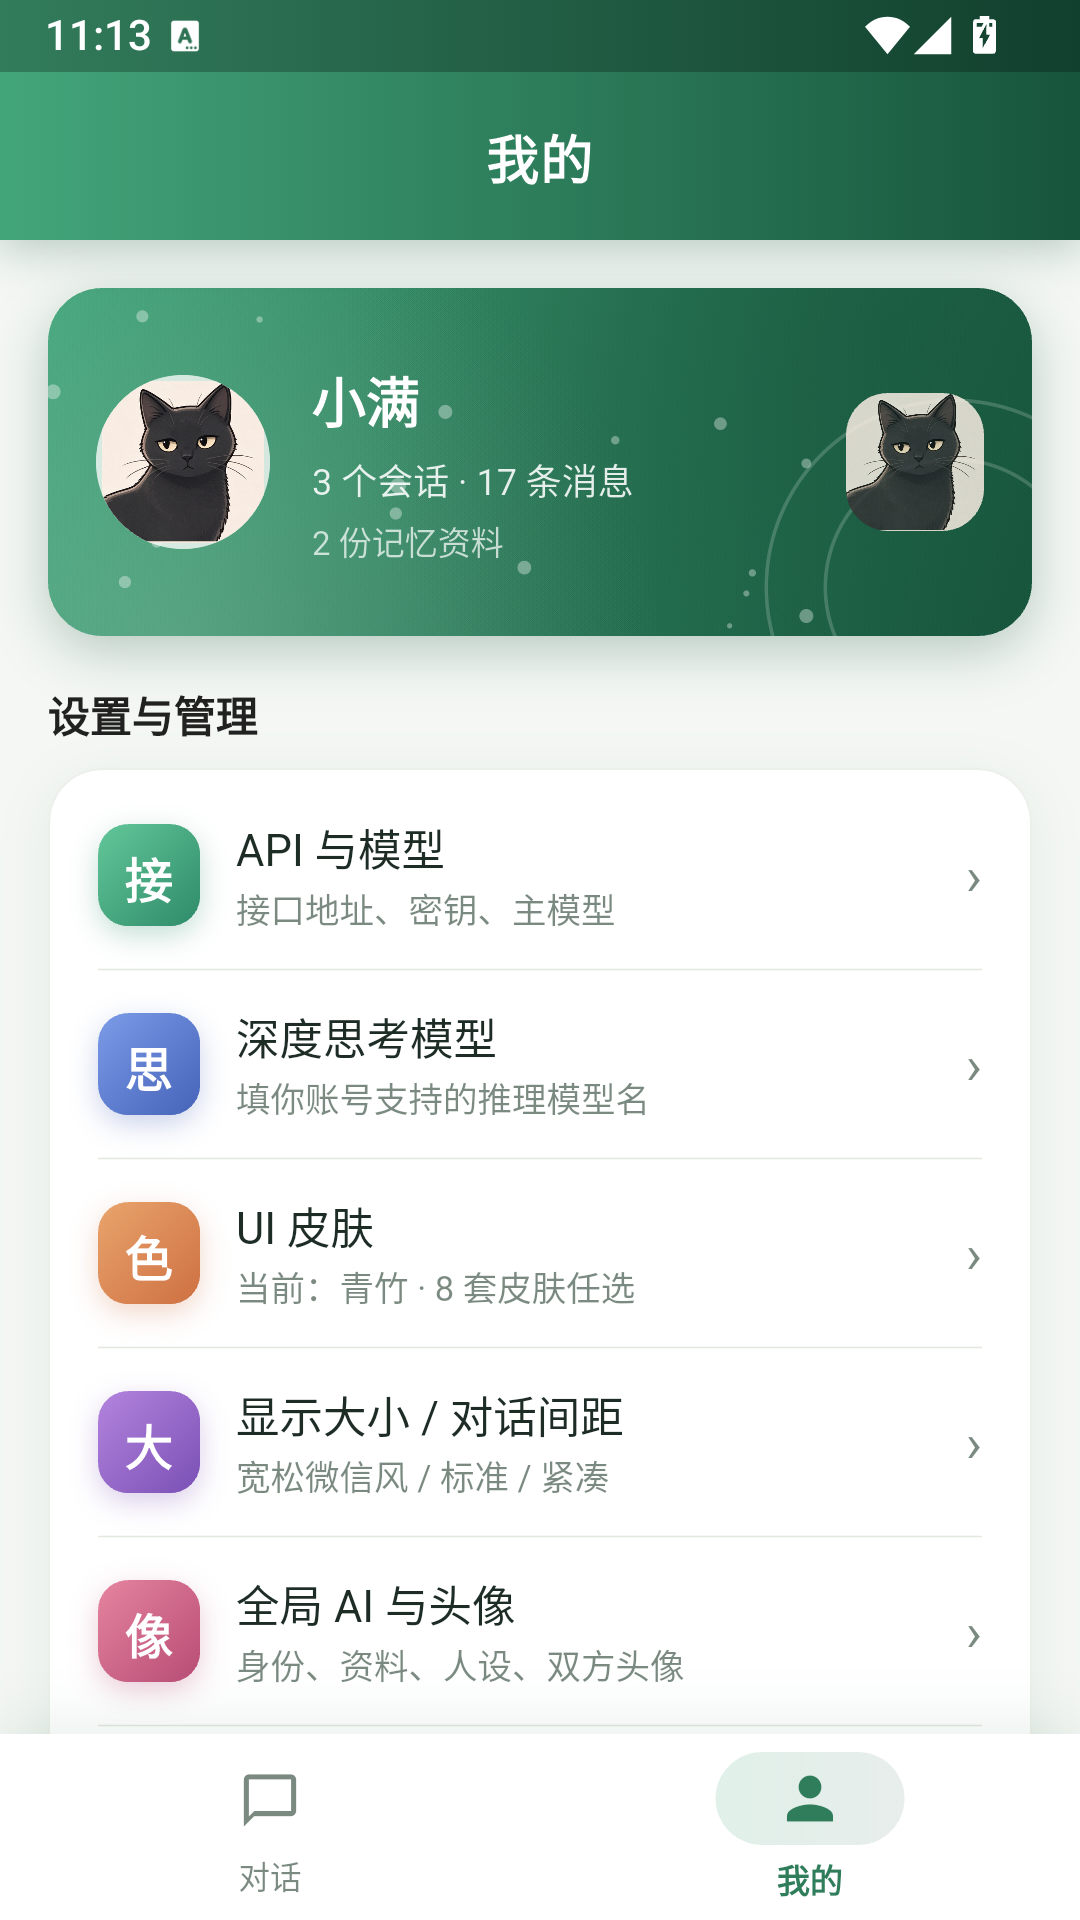 11:13
我的
小满
3 个会话 · 17 条消息
2 份记忆资料
设置与管理
接
API 与模型
接口地址、密钥、主模型
思
深度思考模型
填你账号支持的推理模型名
色
UI 皮肤
当前：青竹 · 8 套皮肤任选
大
显示大小 / 对话间距
宽松微信风 / 标准 / 紧凑
像
全局 AI 与头像
身份、资料、人设、双方头像
对话
我的